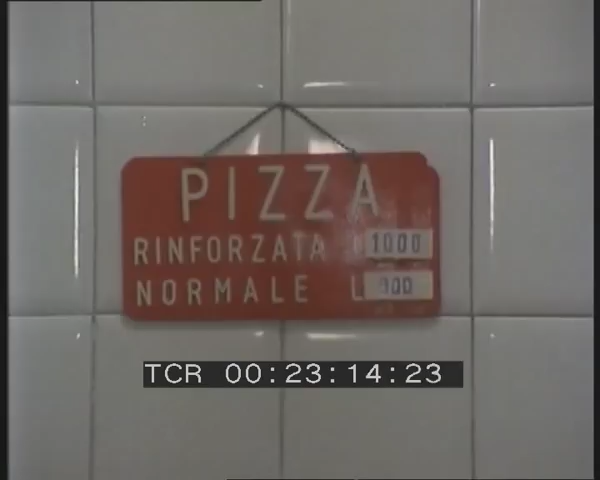 PIZZA
RINFORZATA 1000
NORMALE L
TCR 00:23:14:23